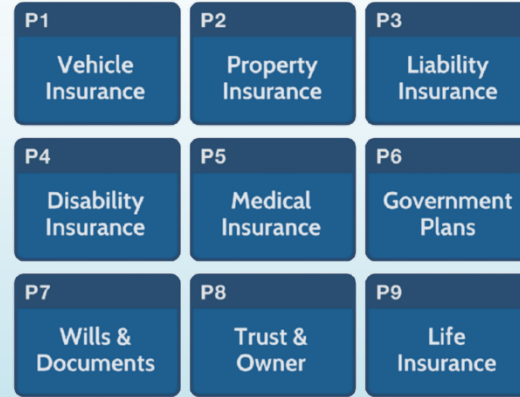 P1
Vehicle
Insurance
P2
Property
Insurance
P3
Liability
Insurance
P4
Disability
Insurance
P5
Medical
Insurance
P6
Government
Plans
P7
Wills &
Documents
P8
Trust &
Owner
P9
Life
Insurance